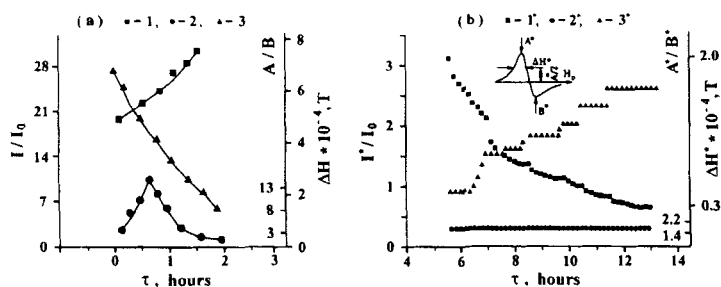 (a) -1, -2, -3
I/I₀
28
21
14
7
0
A/B
8
6
4
2
0
13
8
3
ΔH * 10⁻⁴, T
0 1 2
τ, hours
(b) -1*, -2*, -3*
I*/I₀
3
2
1
0
A*
ΔH*
B*
A*/B*
2.0
0.3
2.2
1.4
ΔH* * 10⁻⁴, T
4 6 8 10 12 14
τ, hours